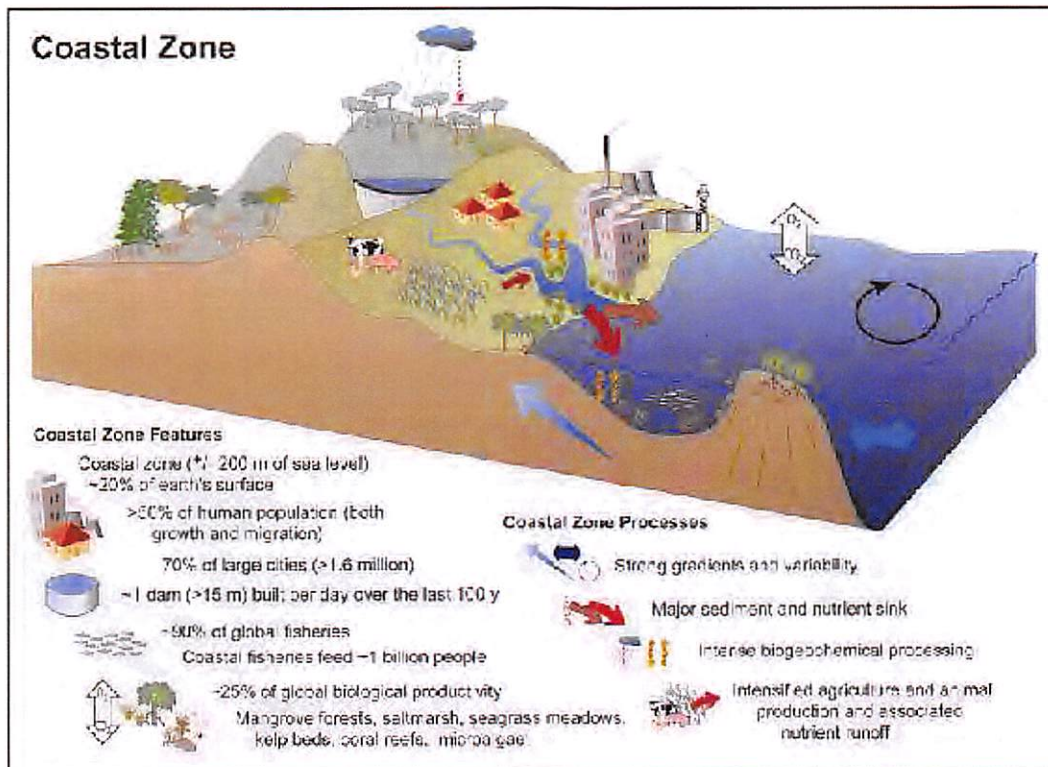 Coastal Zone
O₂
CO₂
Coastal Zone Features
Coastal zone (+/- 200 m of sea level)
~20% of earth's surface
>50% of human population (both
growth and migration)
70% of large cities (>1.6 million)
~1 dam (>15 m) built per day over the last 100 y
~90% of global fisheries
Coastal fisheries feed ~1 billion people
~25% of global biological productivity
Mangrove forests, saltmarsh, seagrass meadows,
kelp beds, coral reefs, microalgae
Coastal Zone Processes
Strong gradients and variability
Major sediment and nutrient sink
Intense biogeochemical processing
Intensified agriculture and animal
production and associated
nutrient runoff